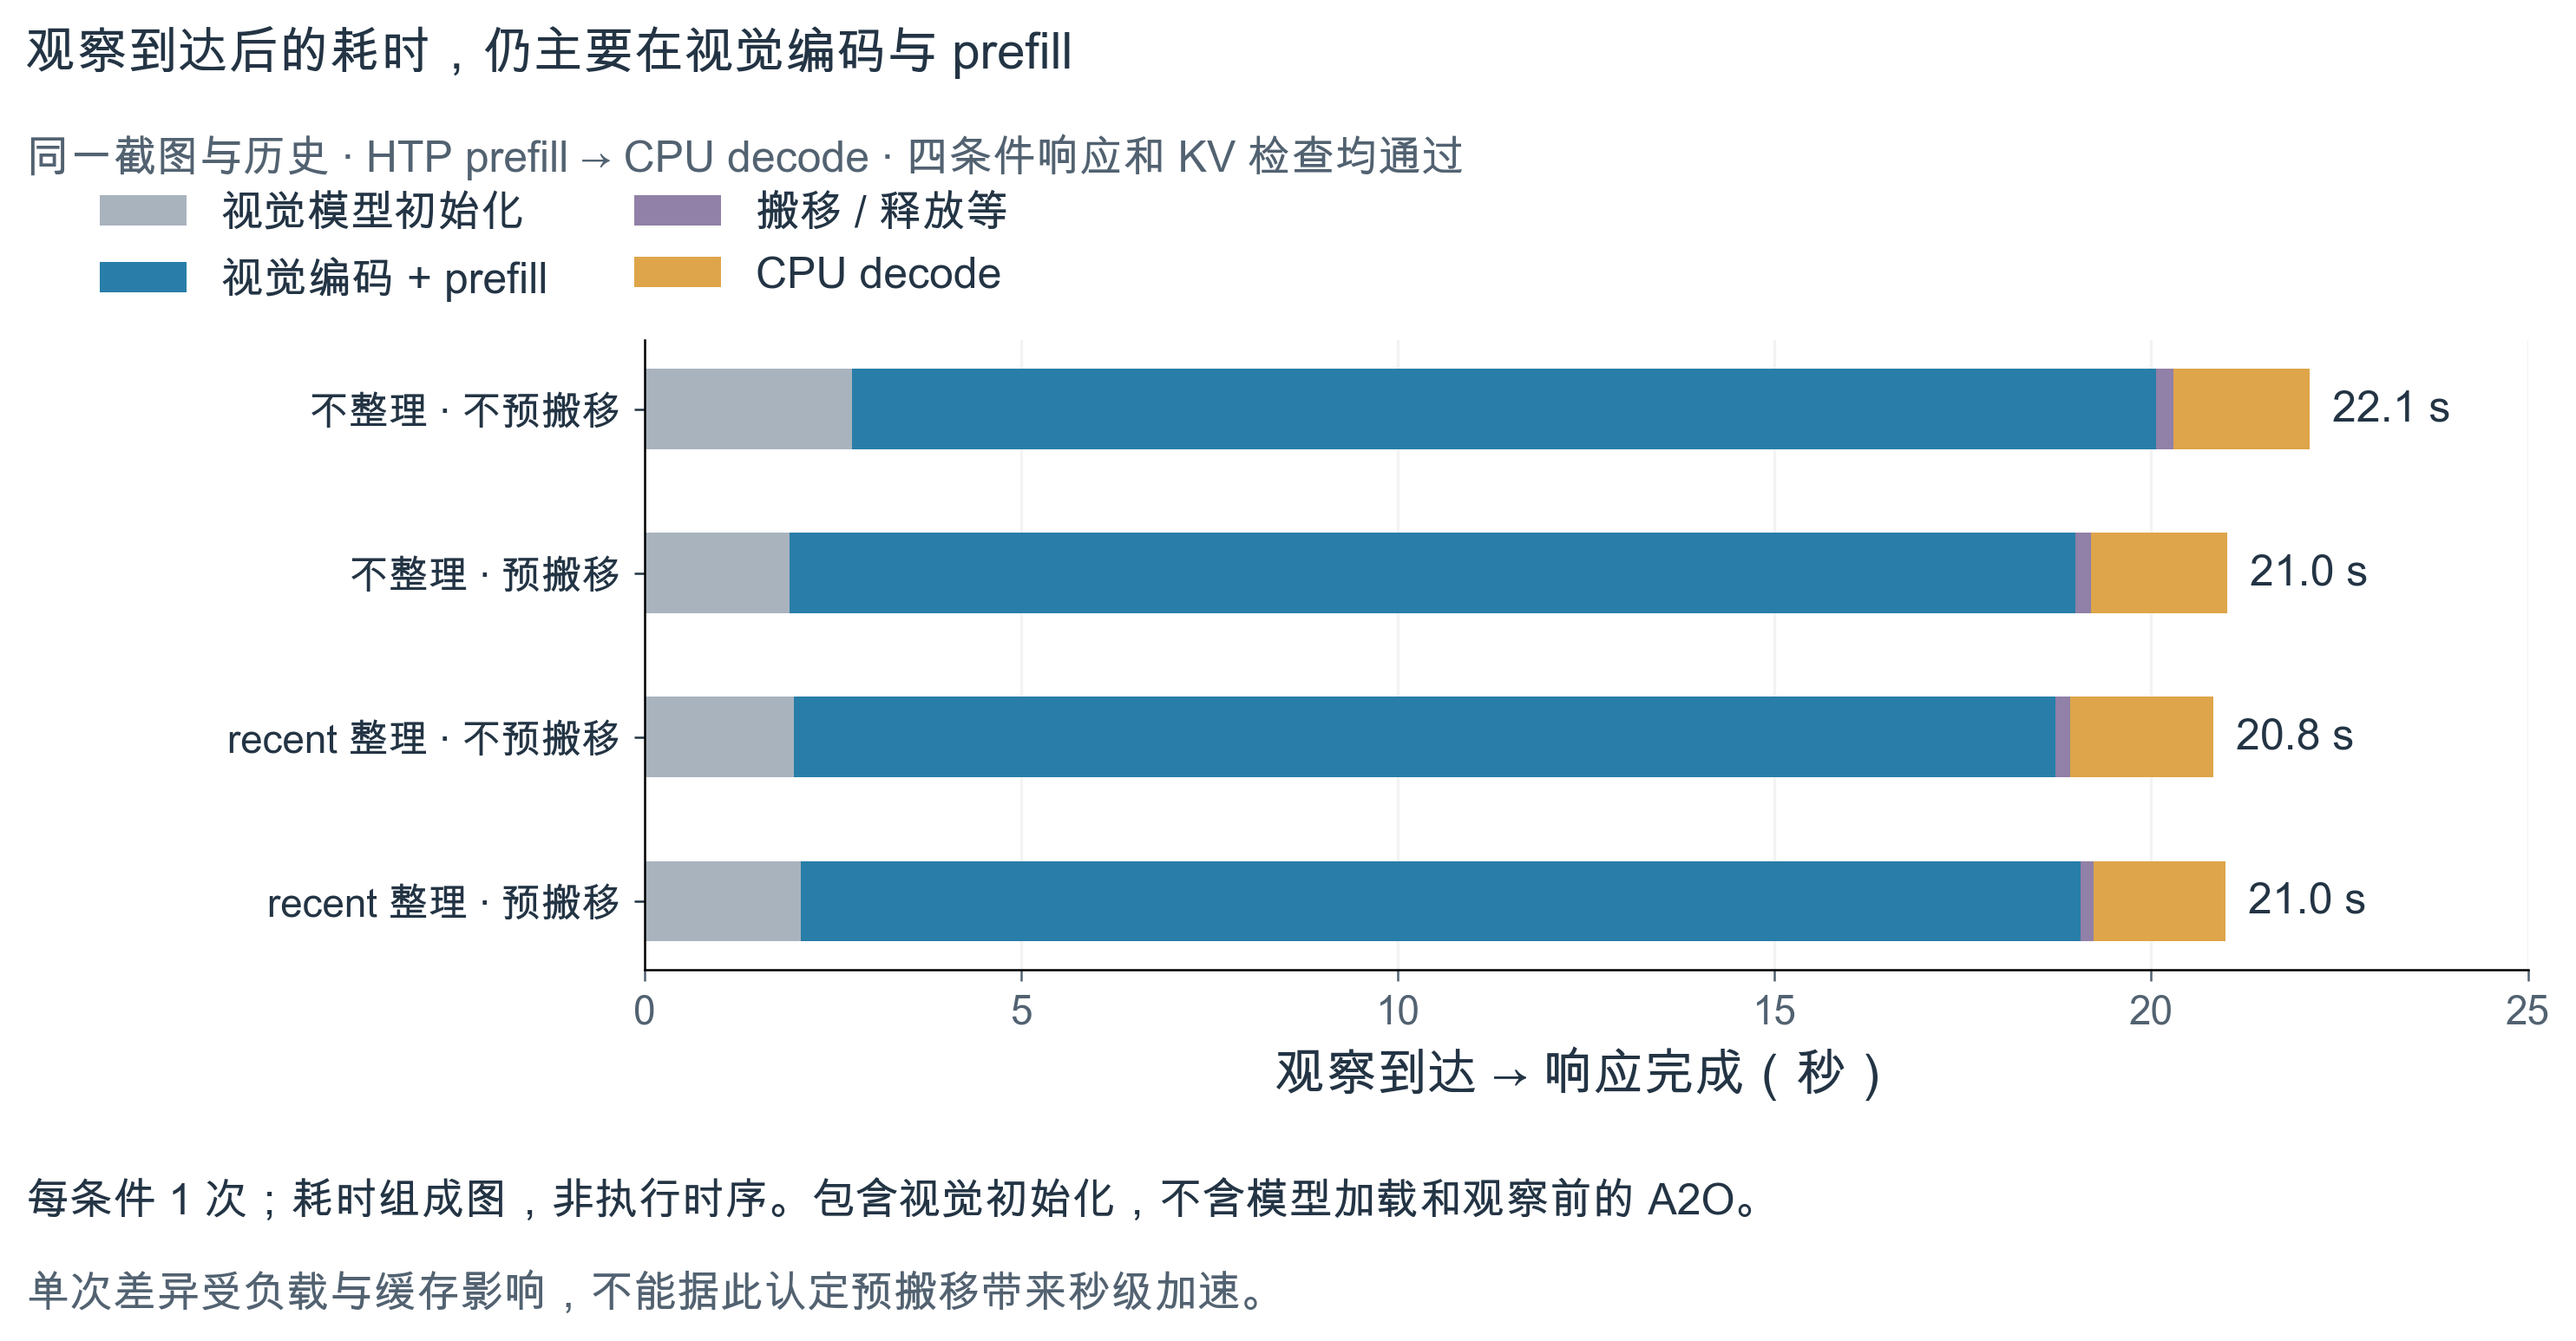 观察到达后的耗时，仍主要在视觉编码与 prefill
同一截图与历史 · HTP prefill → CPU decode · 四条件响应和 KV 检查均通过
视觉模型初始化
视觉编码 + prefill
搬移 / 释放等
CPU decode
不整理 · 不预搬移
22.1 s
不整理 · 预搬移
21.0 s
recent 整理 · 不预搬移
20.8 s
recent 整理 · 预搬移
21.0 s
0 5 10 15 20 25
观察到达 → 响应完成（秒）
每条件 1 次；耗时组成图，非执行时序。包含视觉初始化，不含模型加载和观察前的 A2O。
单次差异受负载与缓存影响，不能据此认定预搬移带来秒级加速。